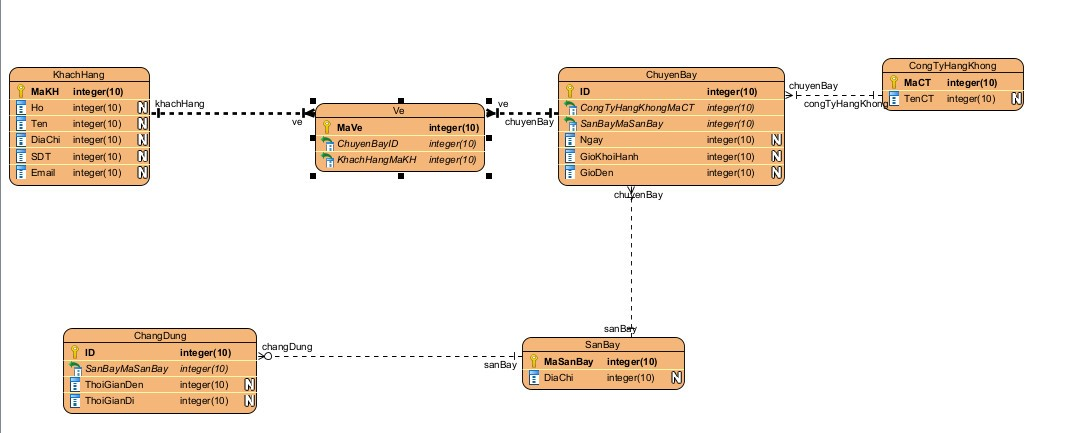 KhachHang
MaKH integer(10)
Ho integer(10) N
Ten integer(10) N
DiaChi integer(10) N
SDT integer(10) N
Email integer(10) N
khachHang
ve
Ve
MaVe integer(10)
ChuyenBayID integer(10)
KhachHangMaKH integer(10)
ve
chuyenBay
ChuyenBay
ID integer(10)
CongTyHangKhongMaCT integer(10)
SanBayMaSanBay integer(10)
Ngay integer(10) N
GioKhoiHanh integer(10) N
GioDen integer(10) N
chuyenBay
congTyHangKhong
CongTyHangKhong
MaCT integer(10)
TenCT integer(10) N
chuyenBay
sanBay
ChangDung
ID integer(10)
SanBayMaSanBay integer(10)
ThoiGianDen integer(10) N
ThoiGianDi integer(10) N
changDung
sanBay
SanBay
MaSanBay integer(10)
DiaChi integer(10) N